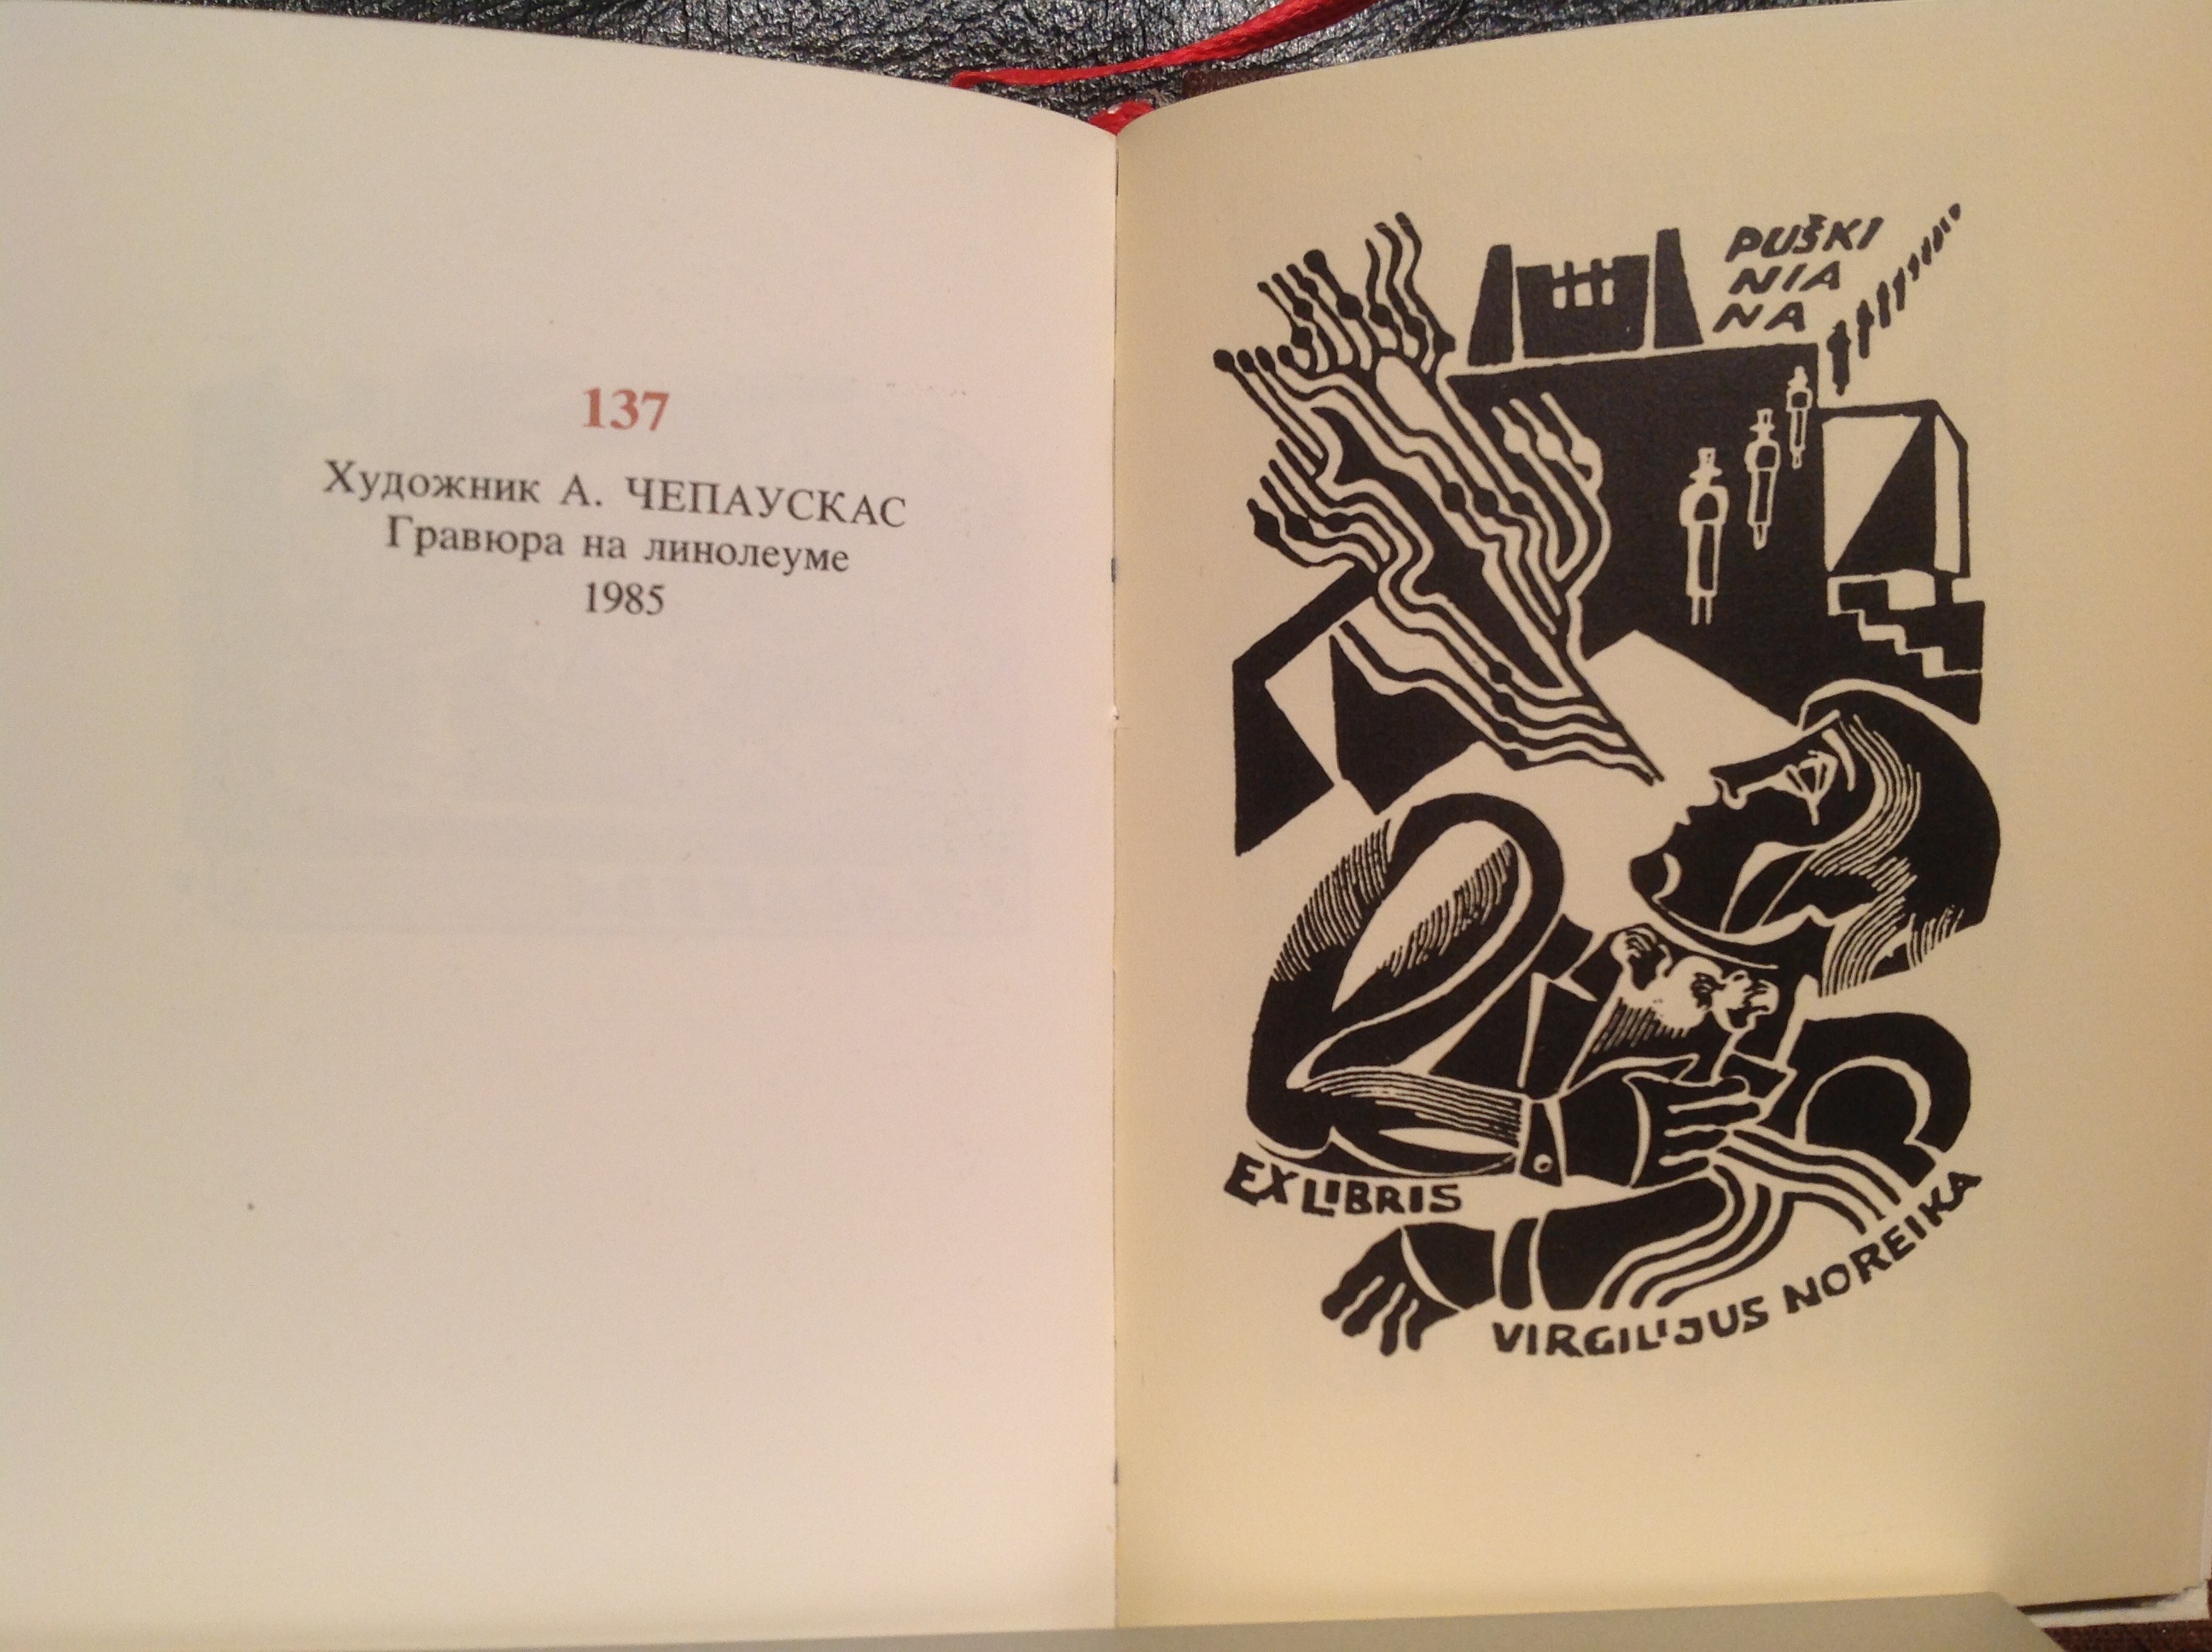 137
Художник А. ЧЕПАУСКАС
Гравюра на линолеуме
1985
PUŠKI
NIA
NA
EX LIBRIS
VIRGILIJUS NOREIKA